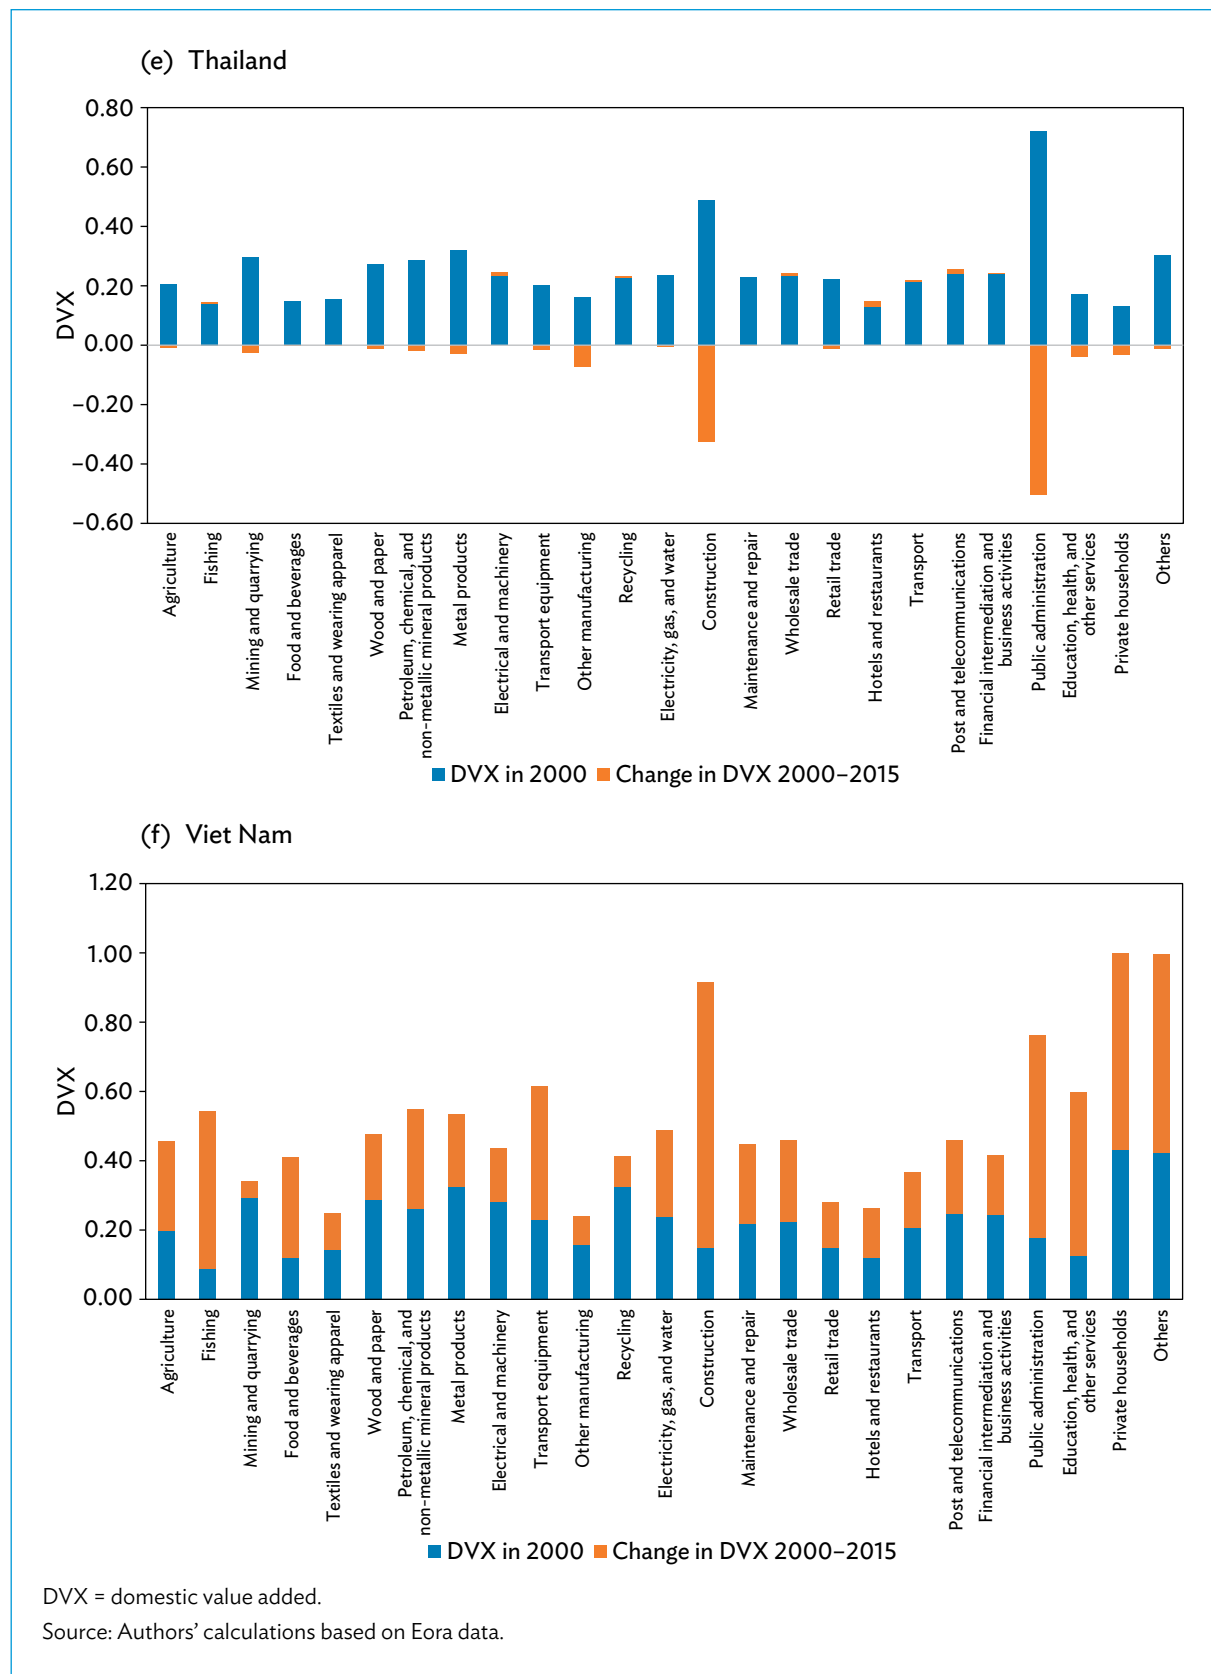 (e) Thailand
0.80
0.60
0.40
0.20
0.00
−0.20
−0.40
−0.60
DVX
Agriculture
Fishing
Mining and quarrying
Food and beverages
Textiles and wearing apparel
Wood and paper
Petroleum, chemical, and
non-metallic mineral products
Metal products
Electrical and machinery
Transport equipment
Other manufacturing
Recycling
Electricity, gas, and water
Construction
Maintenance and repair
Wholesale trade
Retail trade
Hotels and restaurants
Transport
Post and telecommunications
Financial intermediation and
business activities
Public administration
Education, health, and
other services
Private households
Others
DVX in 2000 Change in DVX 2000–2015
(f) Viet Nam
1.20
1.00
0.80
0.60
0.40
0.20
0.00
DVX
Agriculture
Fishing
Mining and quarrying
Food and beverages
Textiles and wearing apparel
Wood and paper
Petroleum, chemical, and
non-metallic mineral products
Metal products
Electrical and machinery
Transport equipment
Other manufacturing
Recycling
Electricity, gas, and water
Construction
Maintenance and repair
Wholesale trade
Retail trade
Hotels and restaurants
Transport
Post and telecommunications
Financial intermediation and
business activities
Public administration
Education, health, and
other services
Private households
Others
DVX in 2000 Change in DVX 2000–2015
DVX = domestic value added.
Source: Authors’ calculations based on Eora data.